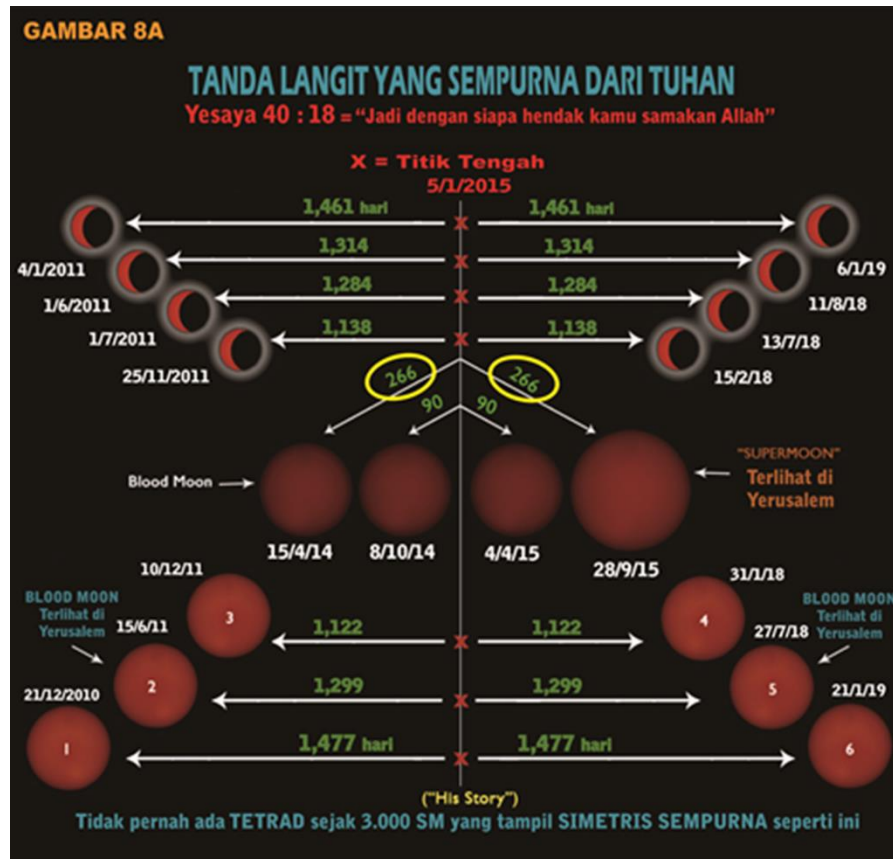 GAMBAR 8A
TANDA LANGIT YANG SEMPURNA DARI TUHAN
Yesaya 40 : 18 = “Jadi dengan siapa hendak kamu samakan Allah”
X = Titik Tengah
5/1/2015
1,461 hari X 1,461 hari
4/1/2011 1,314 X 1,314 6/1/19
1/6/2011 1,284 X 1,284 11/8/18
1/7/2011 1,138 X 1,138 13/7/18
25/11/2011 15/2/18
266 266
90 90
Blood Moon
"SUPERMOON"
Terlihat di
Yerusalem
15/4/14 8/10/14 4/4/15 28/9/15
10/12/11 31/1/18
BLOOD MOON
Terlihat di
Yerusalem
15/6/11
3
1,122 X 1,122
4
27/7/18
BLOOD MOON
Terlihat di
Yerusalem
21/12/2010 2 1,299 X 1,299 5 21/1/19
1 1,477 hari X 1,477 hari 6
("His Story")
Tidak pernah ada TETRAD sejak 3.000 SM yang tampil SIMETRIS SEMPURNA seperti ini